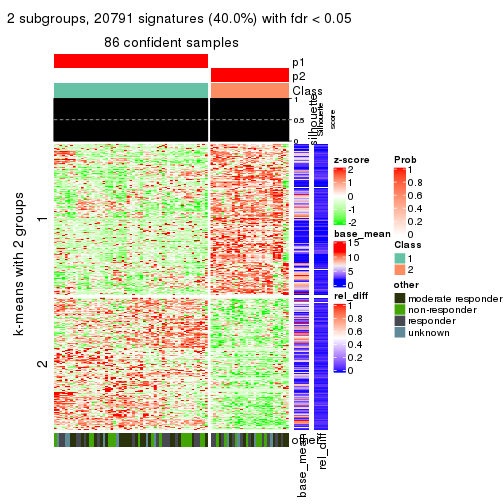 2 subgroups, 20791 signatures (40.0%) with fdr < 0.05
86 confident samples
p1
p2
Class
silhouette
1
0.5
0
Silhouette
score
k-means with 2 groups
1
2
other
base_mean
rel_diff
z-score
2
1
0
-1
-2
base_mean
15
10
5
0
rel_diff
1
0.8
0.6
0.4
0.2
0
Prob
1
0.8
0.6
0.4
0.2
0
Class
1
2
other
moderate responder
non-responder
responder
unknown